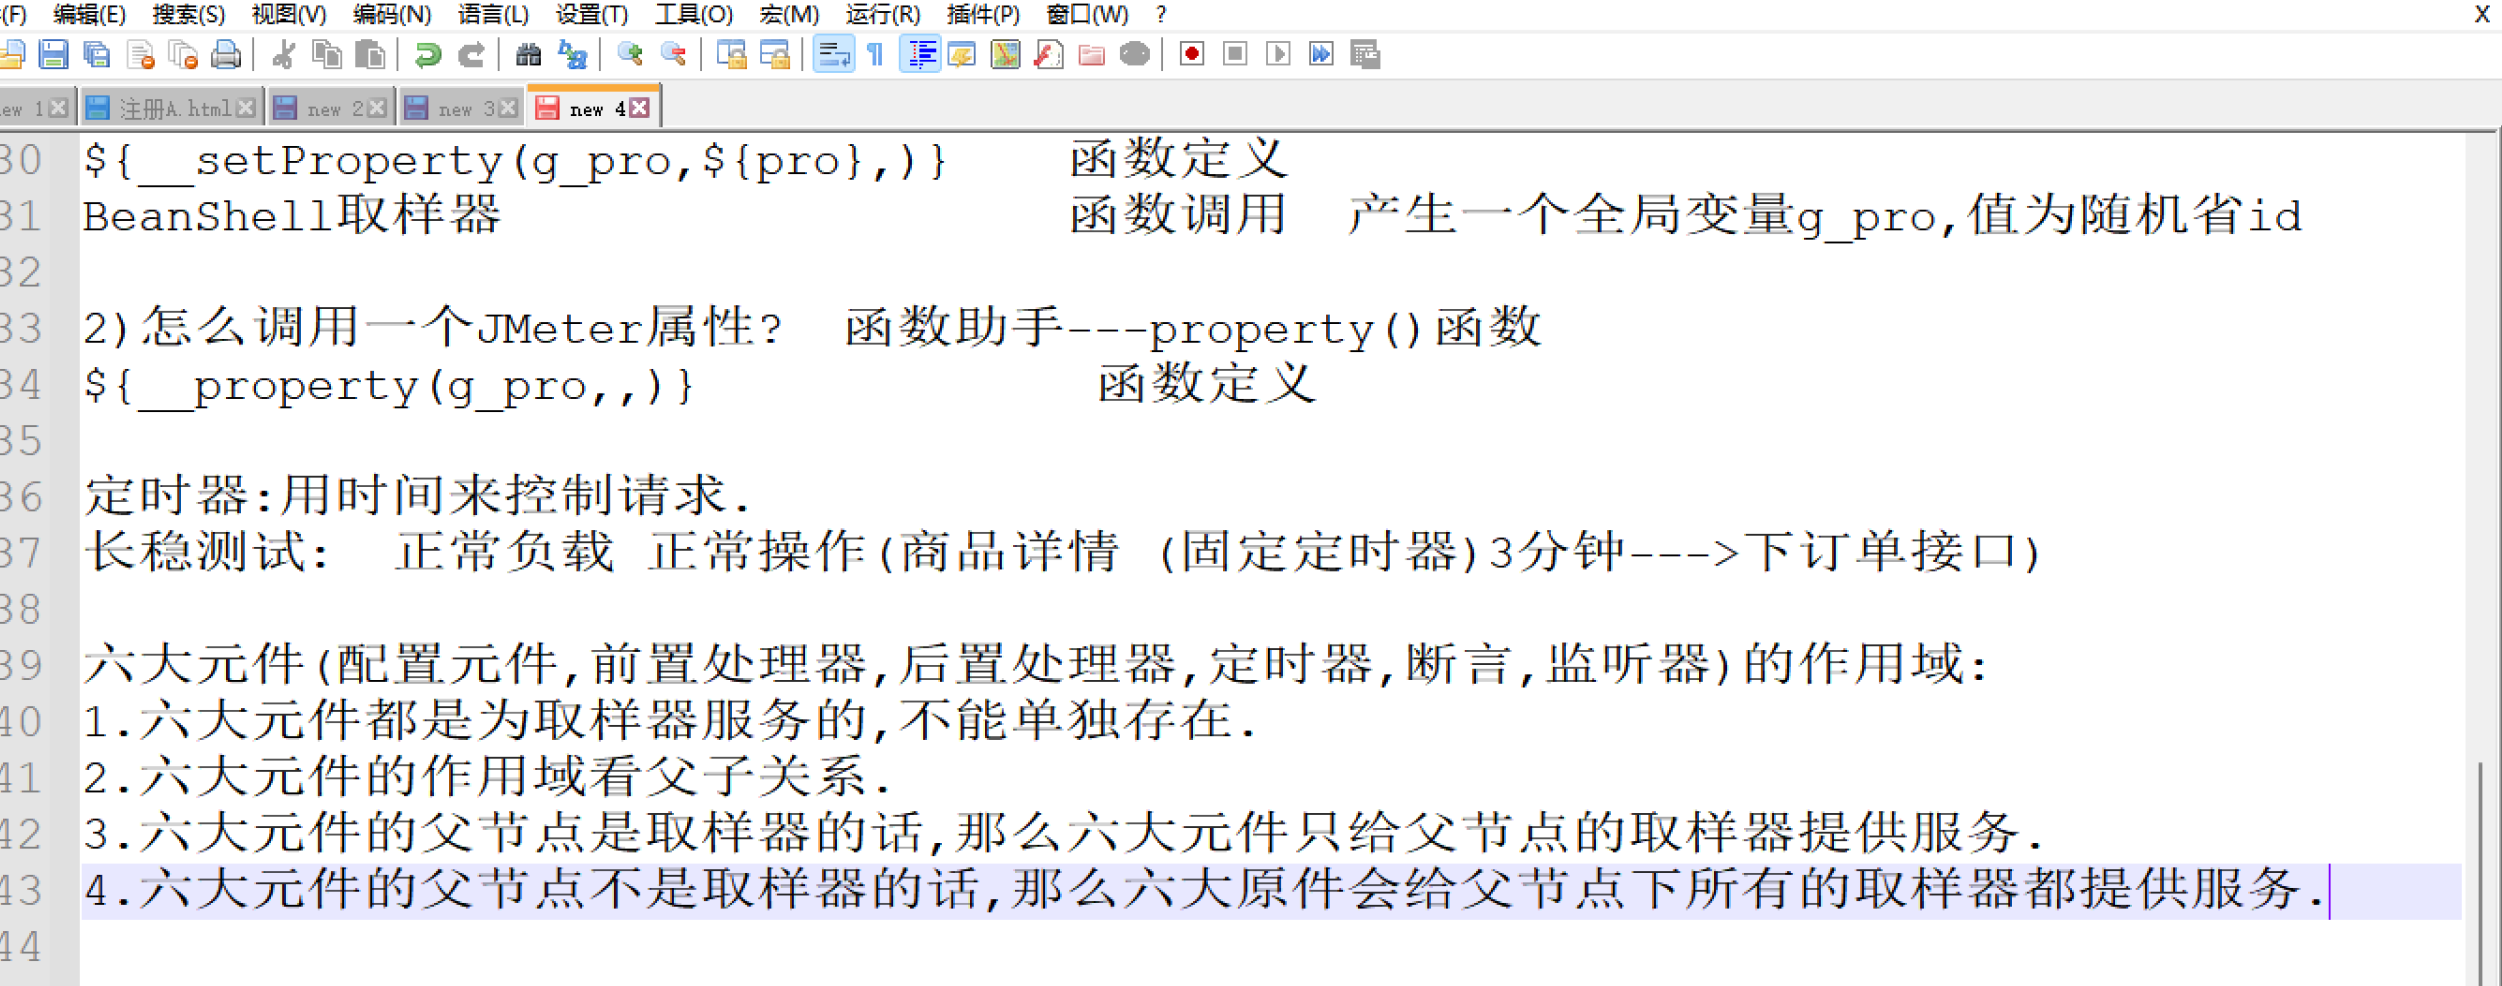 (F) 编辑(E) 搜索(S) 视图(V) 编码(N) 语言(L) 设置(T) 工具(O) 宏(M) 运行(R) 插件(P) 窗口(W) ? X
ew 1 注册A.html new 2 new 3 new 4
30 ${__setProperty(g_pro,${pro},)} 函数定义
31 BeanShell取样器 函数调用 产生一个全局变量g_pro,值为随机省id
32
33 2)怎么调用一个JMeter属性? 函数助手---property()函数
34 ${__property(g_pro,,)} 函数定义
35
36 定时器:用时间来控制请求.
37 长稳测试: 正常负载 正常操作(商品详情 (固定定时器)3分钟--->下订单接口)
38
39 六大元件(配置元件,前置处理器,后置处理器,定时器,断言,监听器)的作用域:
40 1.六大元件都是为取样器服务的,不能单独存在.
41 2.六大元件的作用域看父子关系.
42 3.六大元件的父节点是取样器的话,那么六大元件只给父节点的取样器提供服务.
43 4.六大元件的父节点不是取样器的话,那么六大原件会给父节点下所有的取样器都提供服务.
44